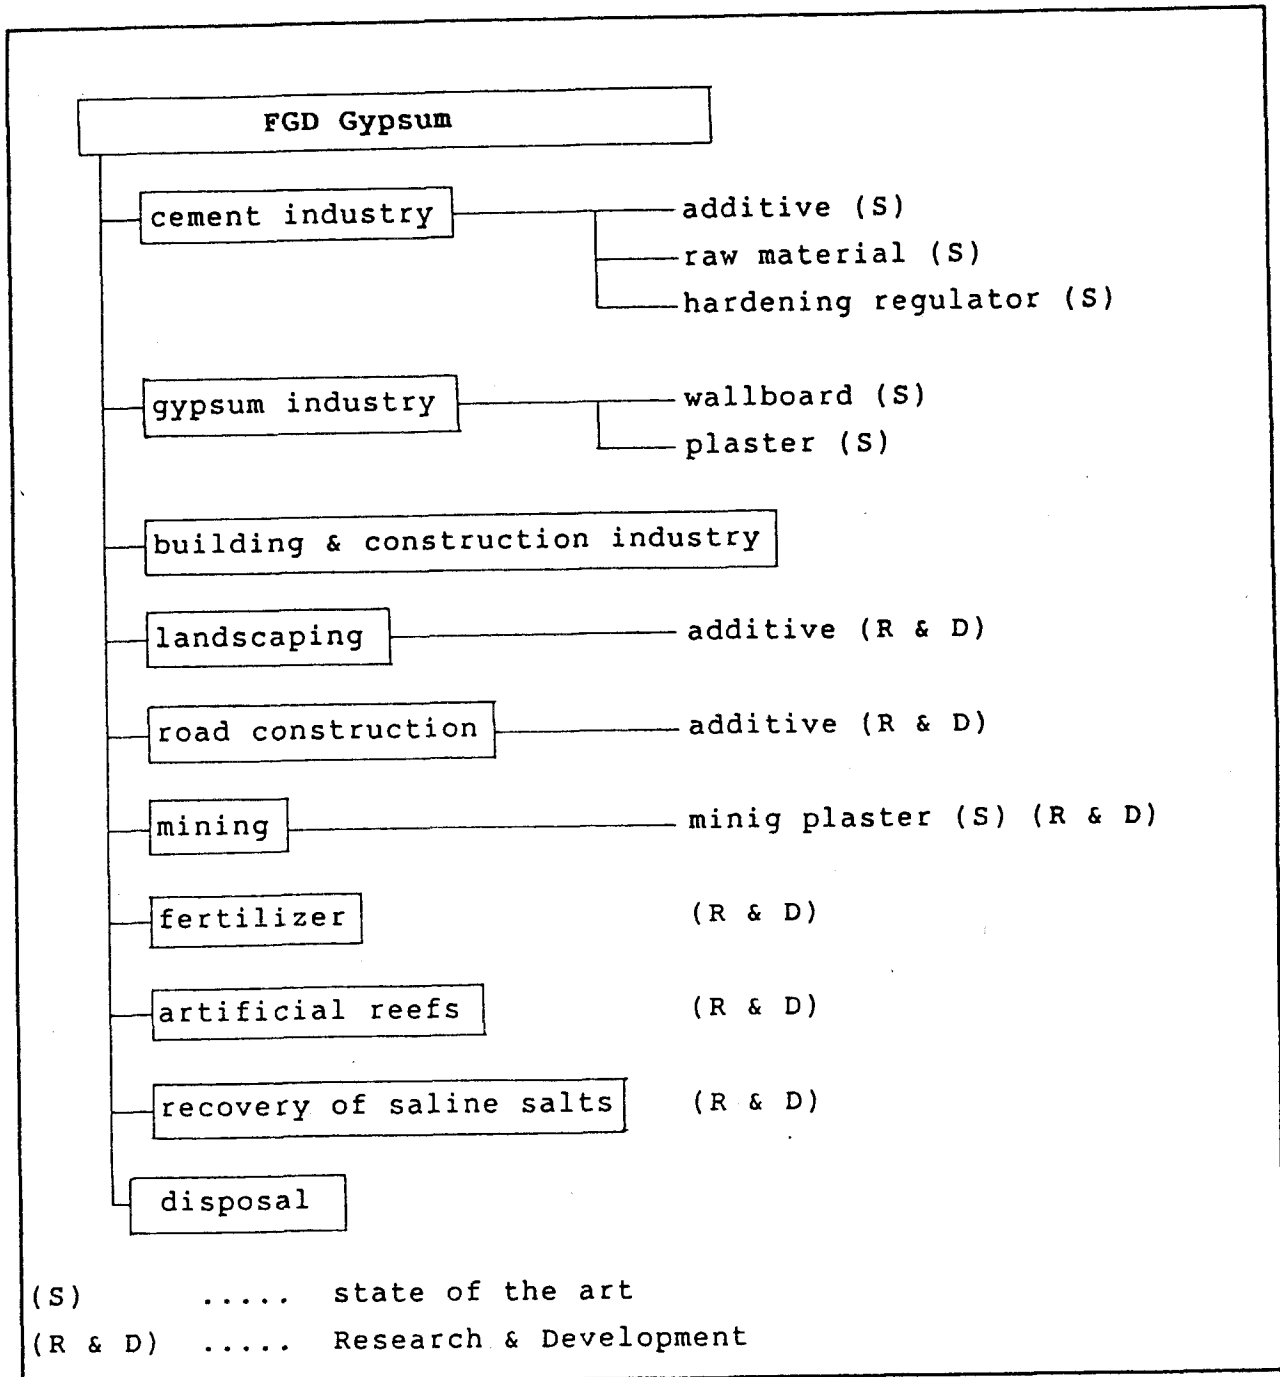 FGD Gypsum
cement industry
additive (S)
raw material (S)
hardening regulator (S)
gypsum industry
wallboard (S)
plaster (S)
building & construction industry
landscaping
additive (R & D)
road construction
additive (R & D)
mining
minig plaster (S) (R & D)
fertilizer
(R & D)
artificial reefs
(R & D)
recovery of saline salts
(R & D)
disposal
(S) ..... state of the art
(R & D) ..... Research & Development